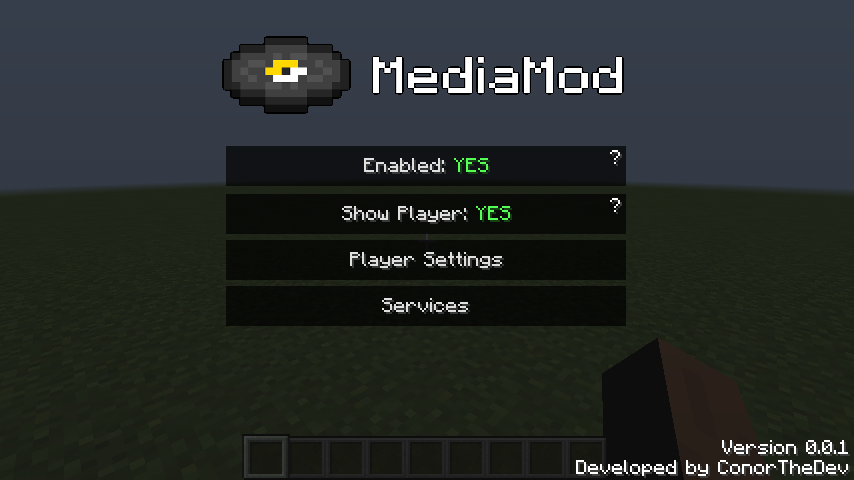 MediaMod
Enabled: YES
?
Show Player: YES
?
Player Settings
Services
Version 0.0.1
Developed by ConorTheDev